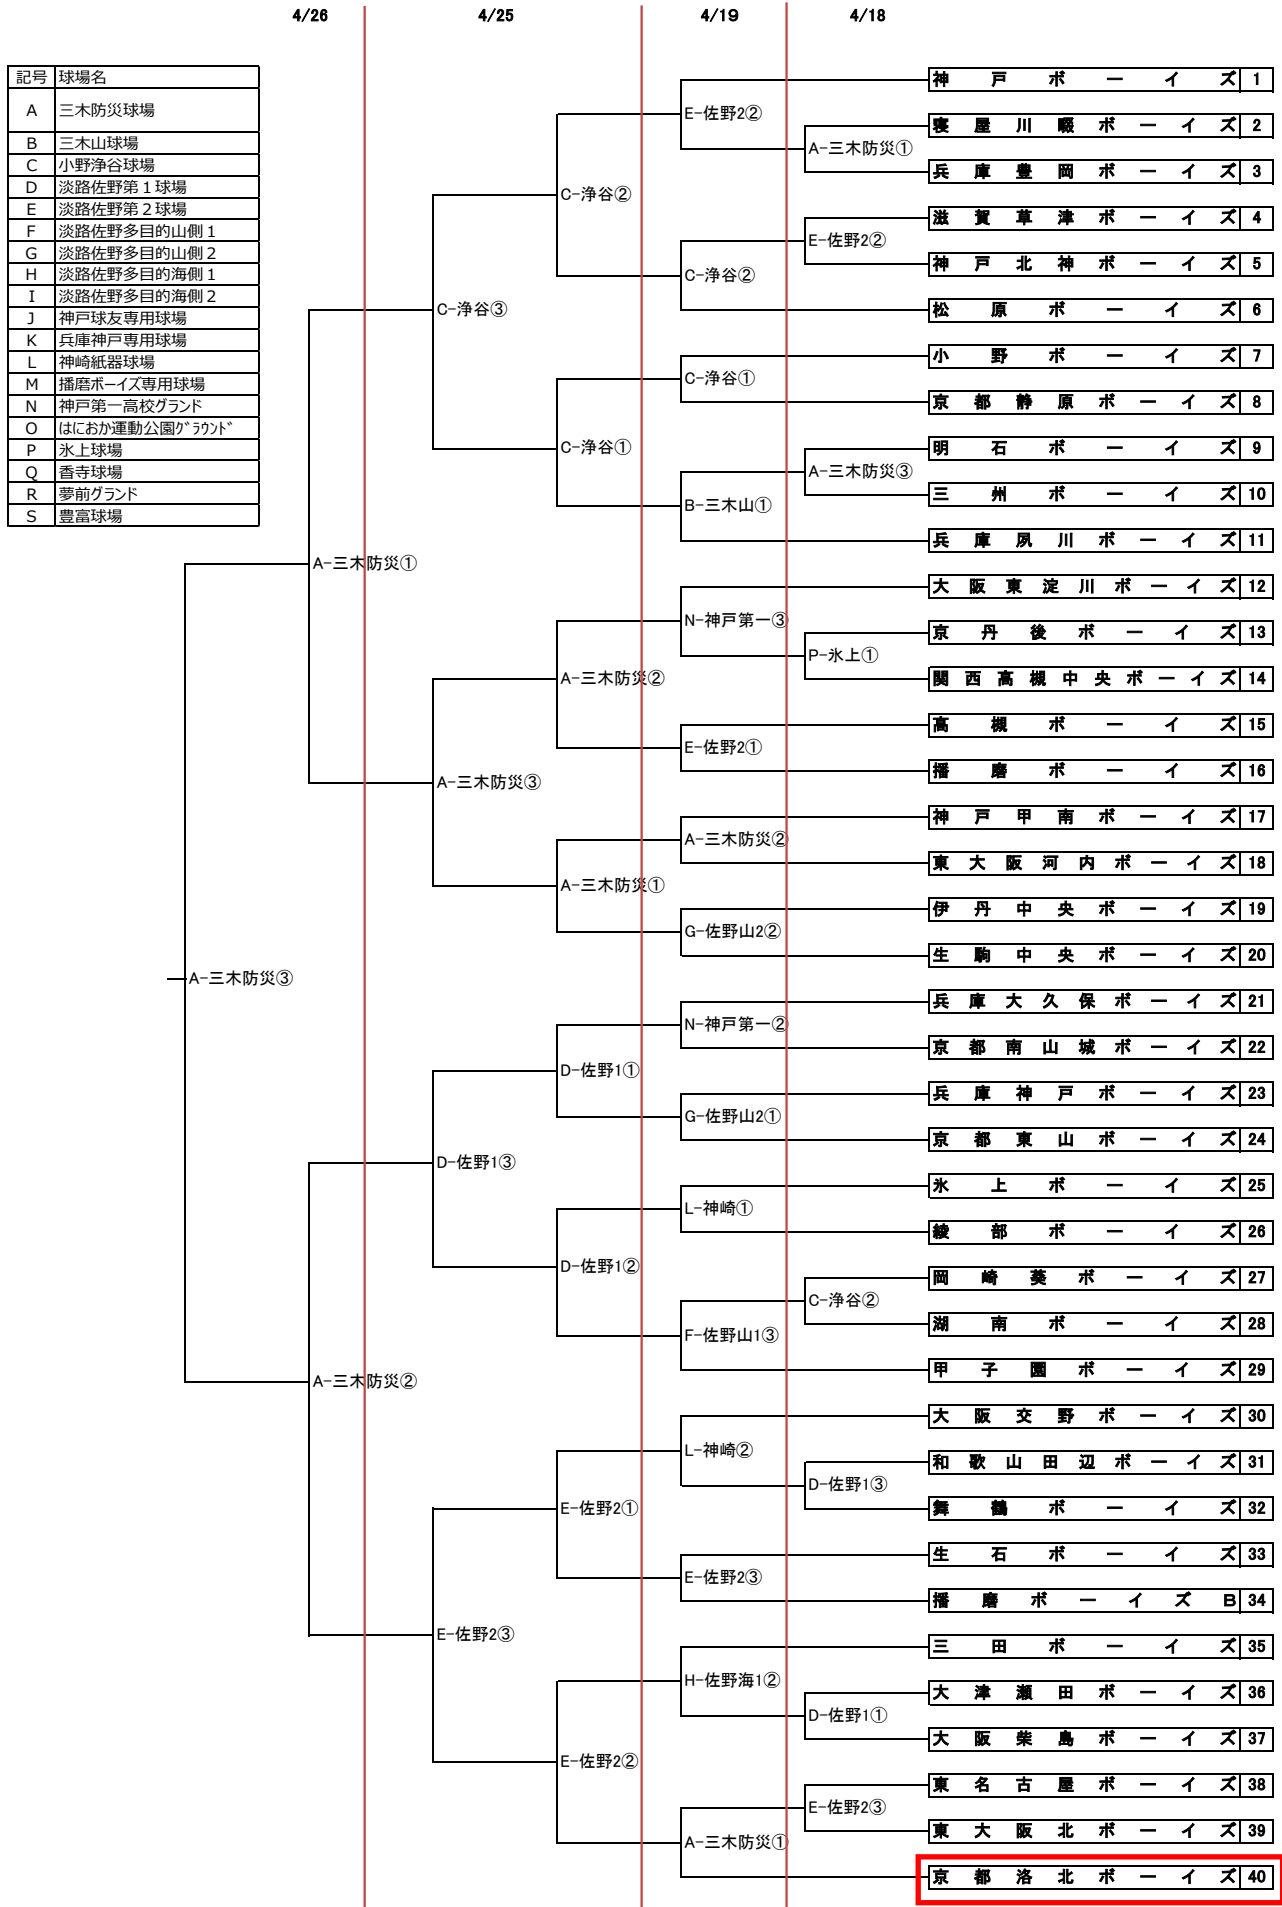 4/26 4/25 4/19 4/18
記号 球場名
A 三木防災球場
B 三木山球場
C 小野浄谷球場
D 淡路佐野第1球場
E 淡路佐野第2球場
F 淡路佐野多目的山側1
G 淡路佐野多目的山側2
H 淡路佐野多目的海側1
I 淡路佐野多目的海側2
J 神戸球友専用球場
K 兵庫神戸専用球場
L 神崎紙器球場
M 播磨ボーイズ専用球場
N 神戸第一高校グランド
O はにおか運動公園グラウンド
P 氷上球場
Q 香寺球場
R 夢前グランド
S 豊富球場
A-三木防災③
A-三木防災①
A-三木防災②
C-浄谷③
A-三木防災③
D-佐野1③
E-佐野2③
C-浄谷②
C-浄谷①
A-三木防災②
A-三木防災①
D-佐野1①
D-佐野1②
E-佐野2①
E-佐野2②
E-佐野2②
C-浄谷②
C-浄谷①
B-三木山①
N-神戸第一③
E-佐野2①
A-三木防災②
G-佐野山2②
N-神戸第一②
G-佐野山2①
L-神崎①
F-佐野山1③
L-神崎②
E-佐野2③
H-佐野海1②
A-三木防災①
A-三木防災①
E-佐野2②
A-三木防災③
P-氷上①
C-浄谷②
D-佐野1③
D-佐野1①
E-佐野2③
神戸ボーイズ 1
寝屋川畷ボーイズ 2
兵庫豊岡ボーイズ 3
滋賀草津ボーイズ 4
神戸北神ボーイズ 5
松原ボーイズ 6
小野ボーイズ 7
京都静原ボーイズ 8
明石ボーイズ 9
三州ボーイズ 10
兵庫夙川ボーイズ 11
大阪東淀川ボーイズ 12
京丹後ボーイズ 13
関西高槻中央ボーイズ 14
高槻ボーイズ 15
播磨ボーイズ 16
神戸甲南ボーイズ 17
東大阪河内ボーイズ 18
伊丹中央ボーイズ 19
生駒中央ボーイズ 20
兵庫大久保ボーイズ 21
京都南山城ボーイズ 22
兵庫神戸ボーイズ 23
京都東山ボーイズ 24
氷上ボーイズ 25
綾部ボーイズ 26
岡崎葵ボーイズ 27
湖南ボーイズ 28
甲子園ボーイズ 29
大阪交野ボーイズ 30
和歌山田辺ボーイズ 31
舞鶴ボーイズ 32
生石ボーイズ 33
播磨ボーイズB 34
三田ボーイズ 35
大津瀬田ボーイズ 36
大阪柴島ボーイズ 37
東名古屋ボーイズ 38
東大阪北ボーイズ 39
京都洛北ボーイズ 40